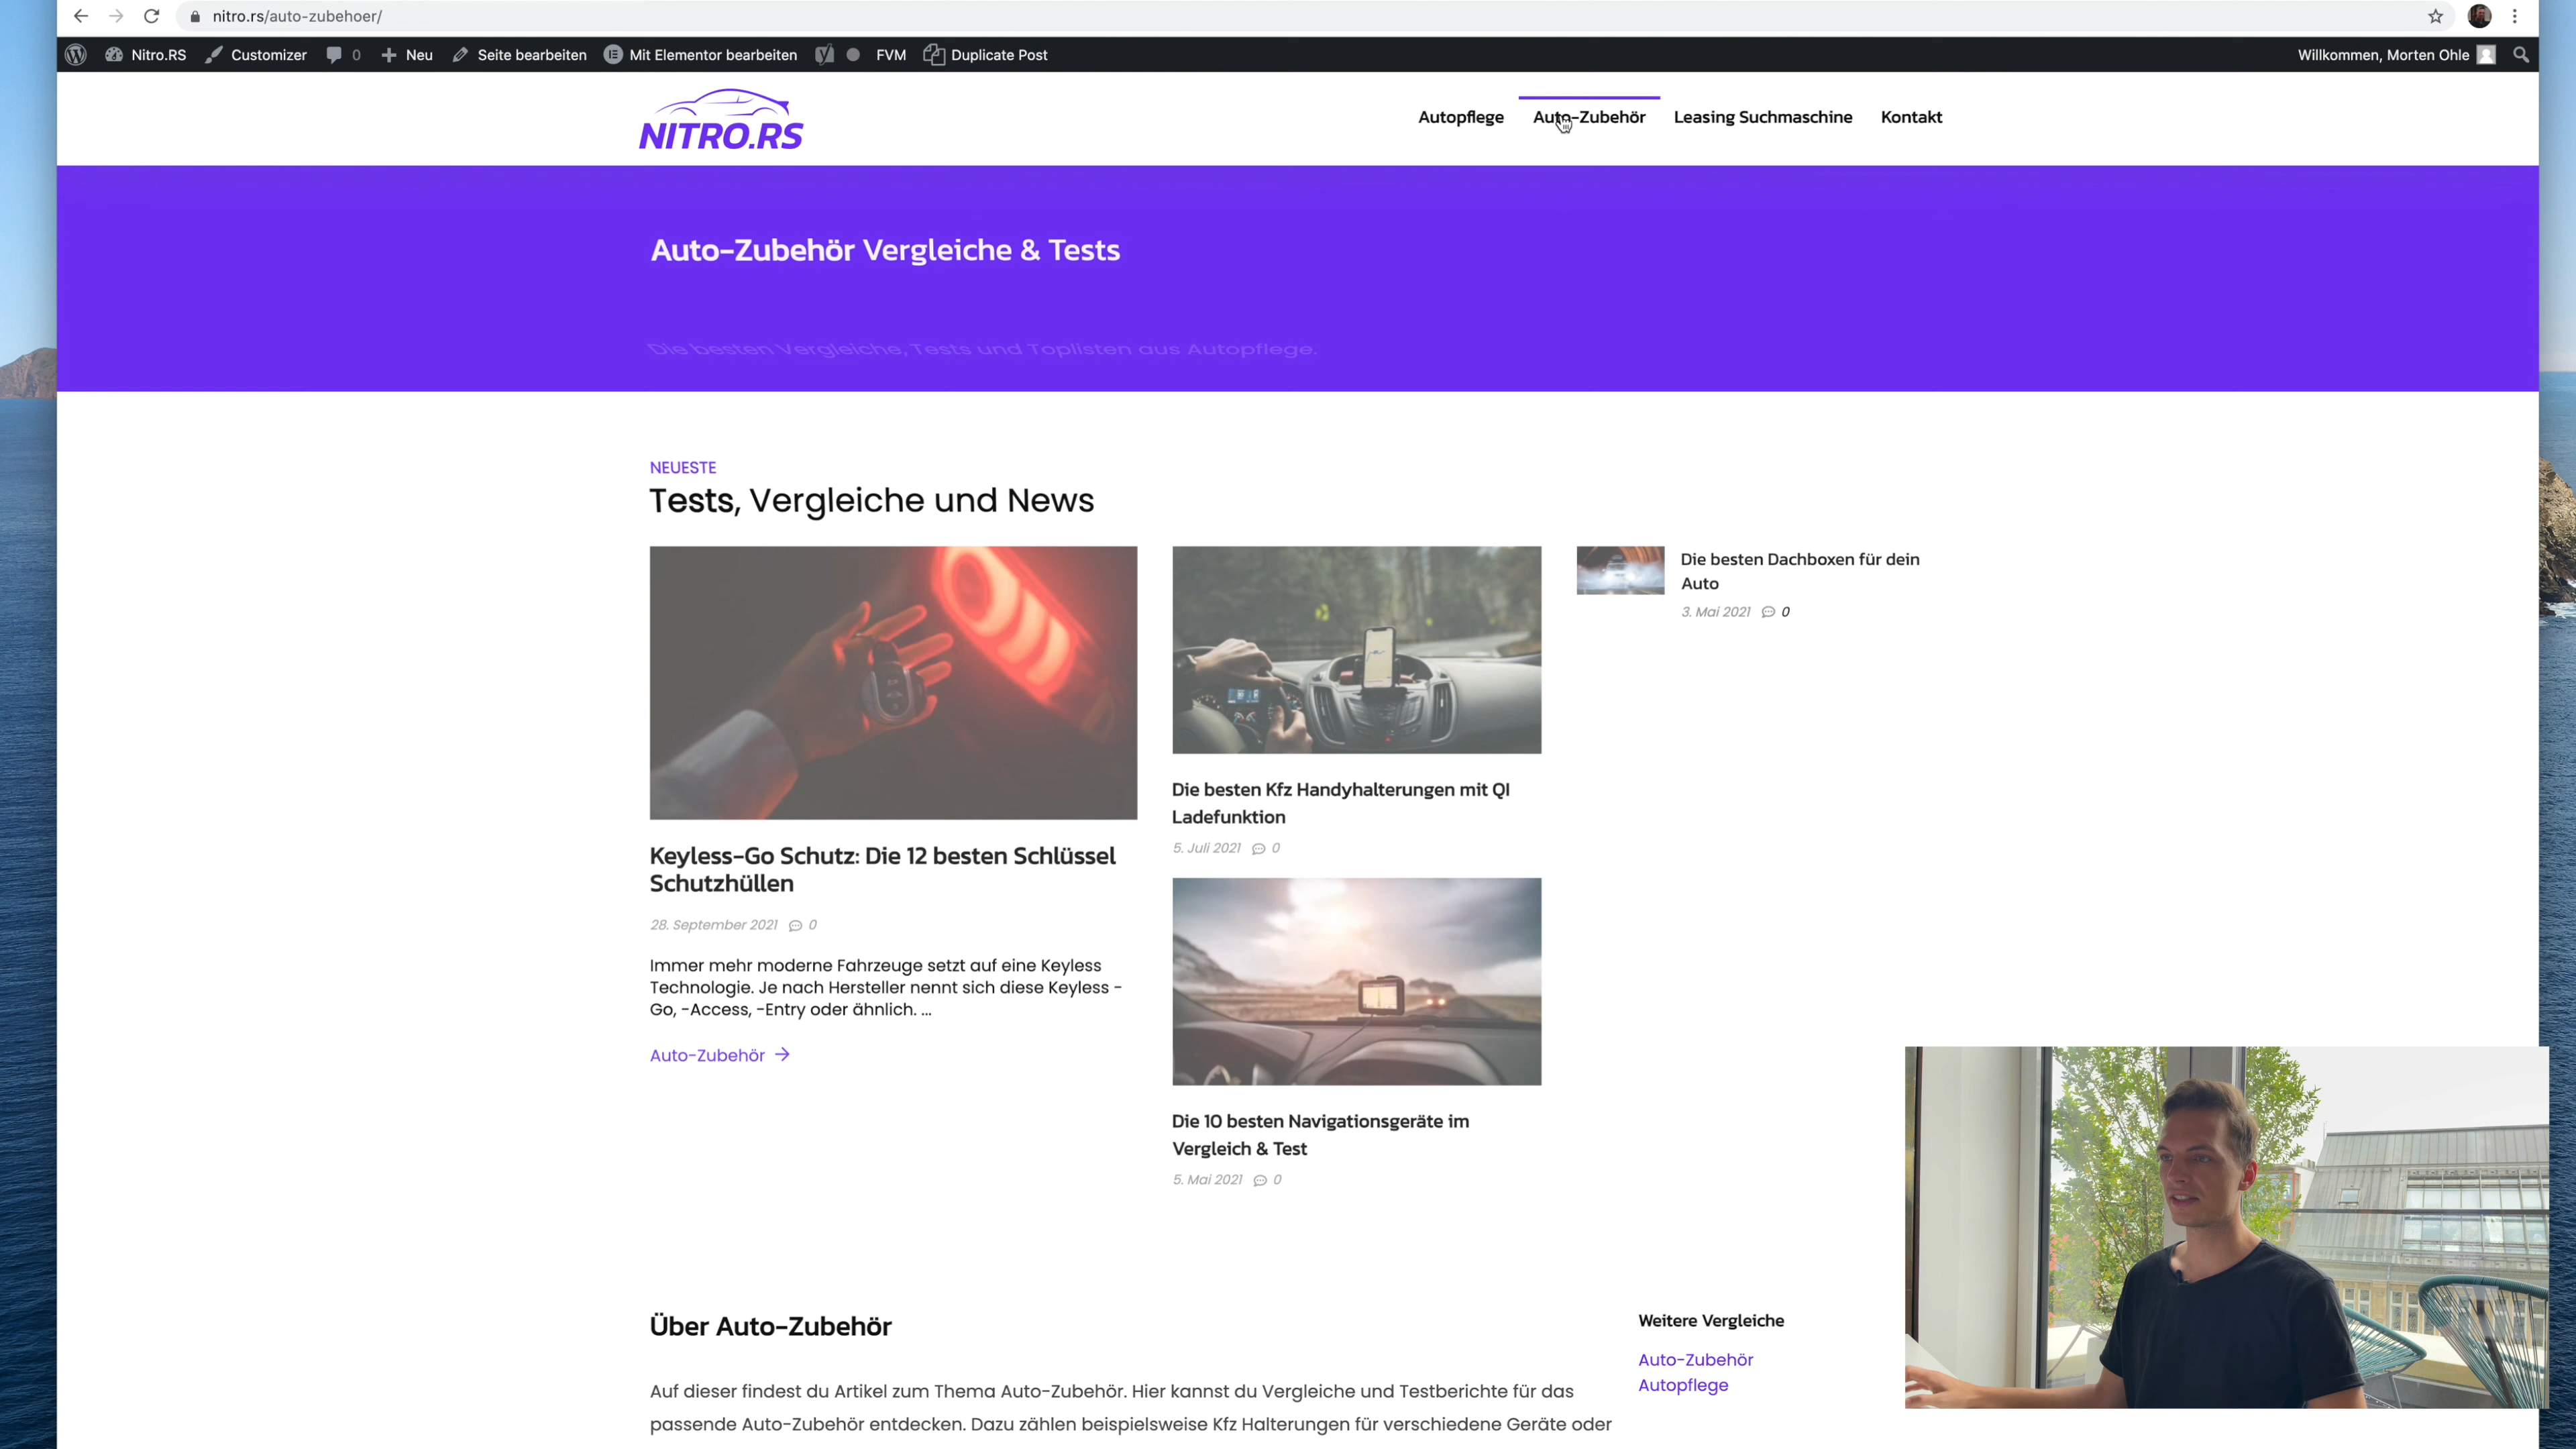 nitro.rs/auto-zubehoer/
Nitro.RS Customizer 0 Neu Seite bearbeiten Mit Elementor bearbeiten FVM Duplicate Post Willkommen, Morten Ohle
NITRO.RS
Autopflege Auto-Zubehör Leasing Suchmaschine Kontakt
Auto-Zubehör Vergleiche & Tests
Die besten Vergleiche, Tests und Toplisten aus Autopflege.
NEUESTE
Tests, Vergleiche und News
Keyless-Go Schutz: Die 12 besten Schlüssel
Schutzhüllen
28. September 2021 0
Immer mehr moderne Fahrzeuge setzt auf eine Keyless
Technologie. Je nach Hersteller nennt sich diese Keyless -
Go, -Access, -Entry oder ähnlich. ...
Auto-Zubehör →
Die besten Kfz Handyhalterungen mit QI
Ladefunktion
5. Juli 2021 0
Die 10 besten Navigationsgeräte im
Vergleich & Test
5. Mai 2021 0
Die besten Dachboxen für dein
Auto
3. Mai 2021 0
Über Auto-Zubehör
Auf dieser findest du Artikel zum Thema Auto-Zubehör. Hier kannst du Vergleiche und Testberichte für das
passende Auto-Zubehör entdecken. Dazu zählen beispielsweise Kfz Halterungen für verschiedene Geräte oder
Weitere Vergleiche
Auto-Zubehör
Autopflege